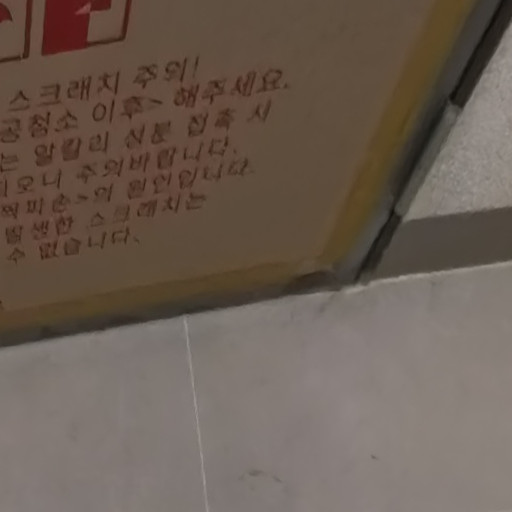 스크래치 주의!
청소 이후> 해주세요.
는 알칼리 성분 접촉 시
오니 주의바랍니다.
의 원인입니다.
발생한 스크래치는
수 없습니다.